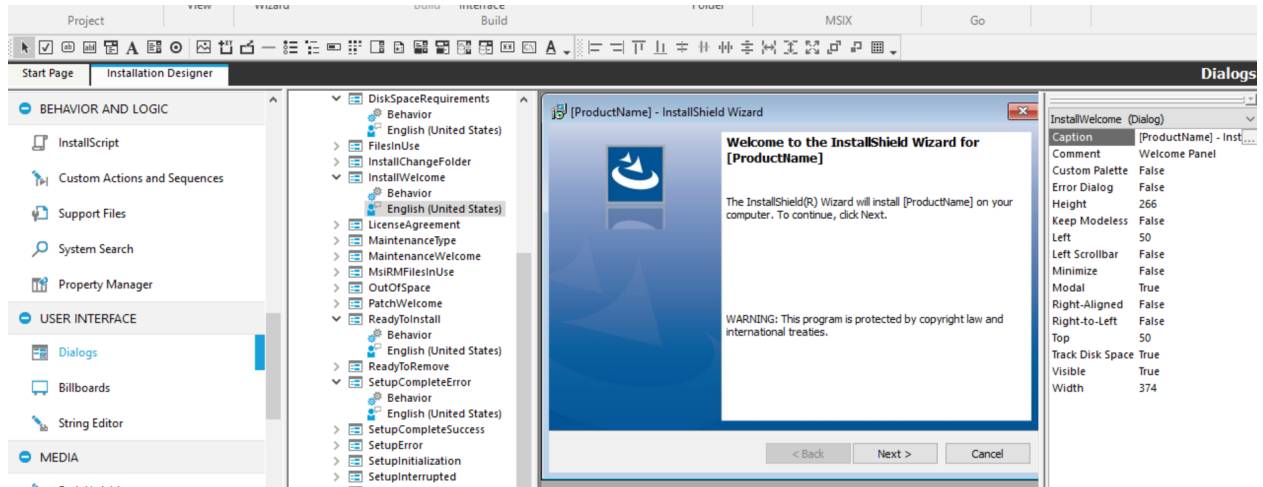 View
Wizard
Build
Interface
Folder
Project
Build
MSIX
Go
Start Page
Installation Designer
Dialogs
BEHAVIOR AND LOGIC
InstallScript
Custom Actions and Sequences
Support Files
System Search
Property Manager
USER INTERFACE
Dialogs
Billboards
String Editor
MEDIA
DiskSpaceRequirements
Behavior
English (United States)
FilesInUse
InstallChangeFolder
InstallWelcome
Behavior
English (United States)
LicenseAgreement
MaintenanceType
MaintenanceWelcome
MsiRMFilesInUse
OutOfSpace
PatchWelcome
ReadyToInstall
Behavior
English (United States)
ReadyToRemove
SetupCompleteError
Behavior
English (United States)
SetupCompleteSuccess
SetupError
SetupInitialization
SetupInterrupted
[ProductName] - InstallShield Wizard
Welcome to the InstallShield Wizard for
[ProductName]
The InstallShield(R) Wizard will install [ProductName] on your
computer. To continue, click Next.
WARNING: This program is protected by copyright law and
international treaties.
< Back
Next >
Cancel
InstallWelcome (Dialog)
Caption [ProductName] - Inst ...
Comment Welcome Panel
Custom Palette False
Error Dialog False
Height 266
Keep Modeless False
Left 50
Left Scrollbar False
Minimize False
Modal True
Right-Aligned False
Right-to-Left False
Top 50
Track Disk Space True
Visible True
Width 374